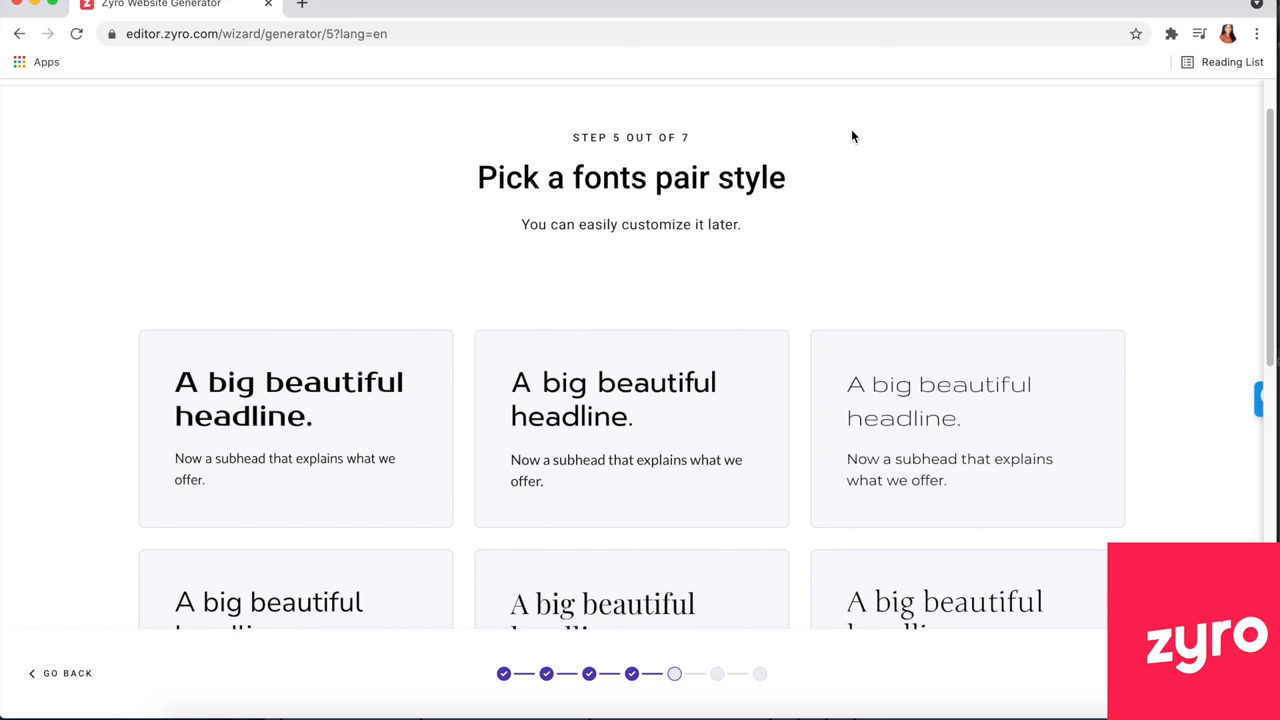 Zyro Website Generator
editor.zyro.com/wizard/generator/5?lang=en
Apps
Reading List
STEP 5 OUT OF 7
Pick a fonts pair style
You can easily customize it later.
A big beautiful
headline.
Now a subhead that explains what we
offer.
A big beautiful
headline.
Now a subhead that explains what we
offer.
A big beautiful
headline.
Now a subhead that explains
what we offer.
A big beautiful
A big beautiful
A big beautiful
GO BACK
zyro